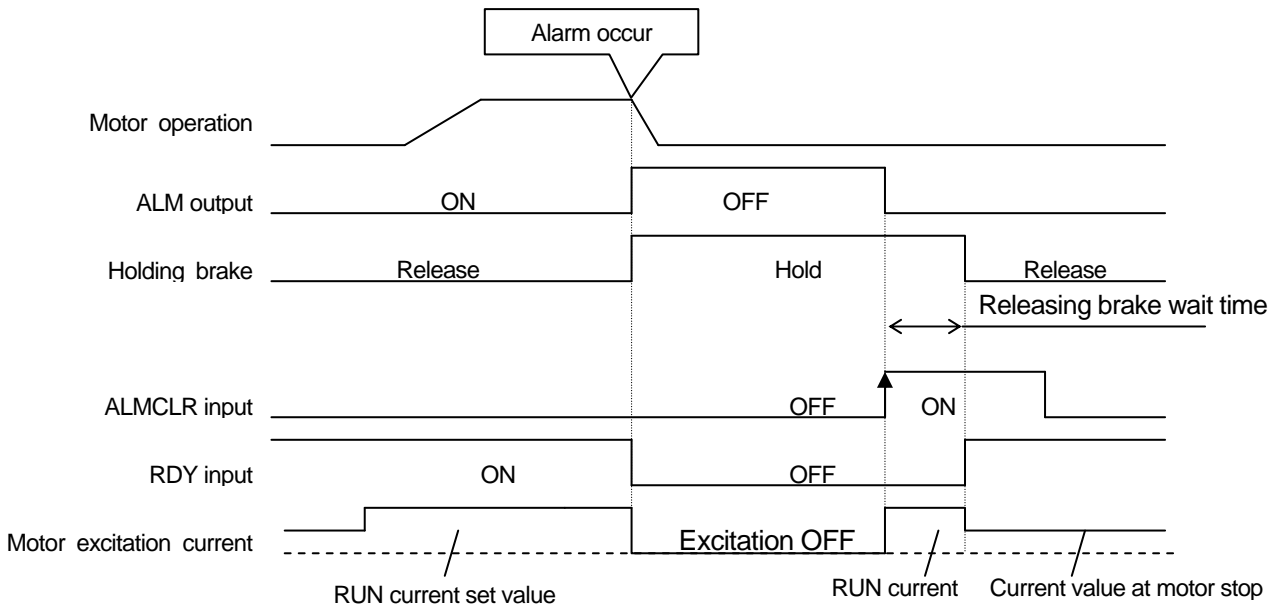 Alarm occur
Motor operation
ALM output
ON
OFF
Holding brake
Release
Hold
Release
Releasing brake wait time
ALMCLR input
OFF
ON
RDY input
ON
OFF
Motor excitation current
Excitation OFF
RUN current set value
RUN current
Current value at motor stop